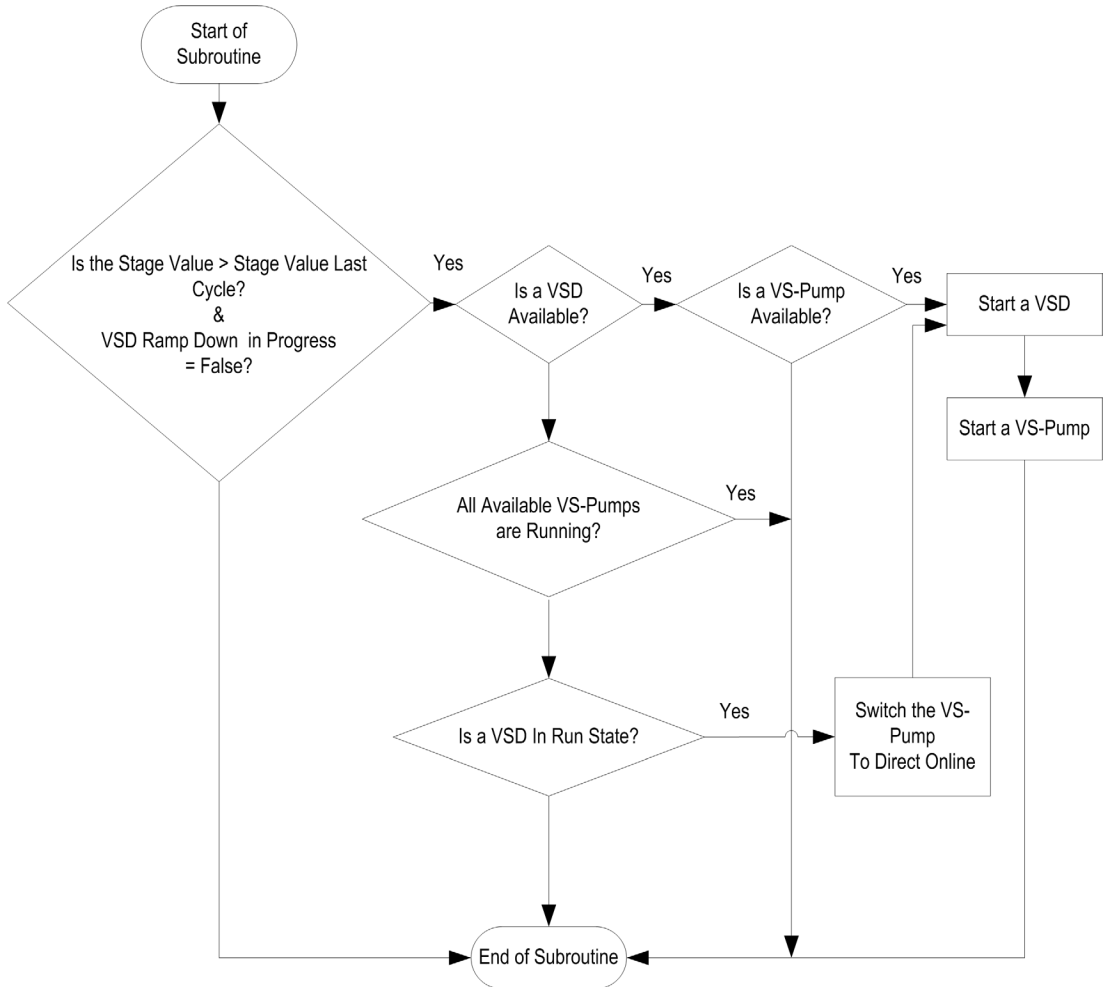 Start of
Subroutine
Is the Stage Value > Stage Value Last
Cycle?
&
VSD Ramp Down in Progress
= False?
Yes
Is a VSD
Available?
Yes
Is a VS-Pump
Available?
Yes
Start a VSD
Start a VS-Pump
All Available VS-Pumps
are Running?
Yes
Is a VSD In Run State?
Yes
Switch the VS-
Pump
To Direct Online
End of Subroutine